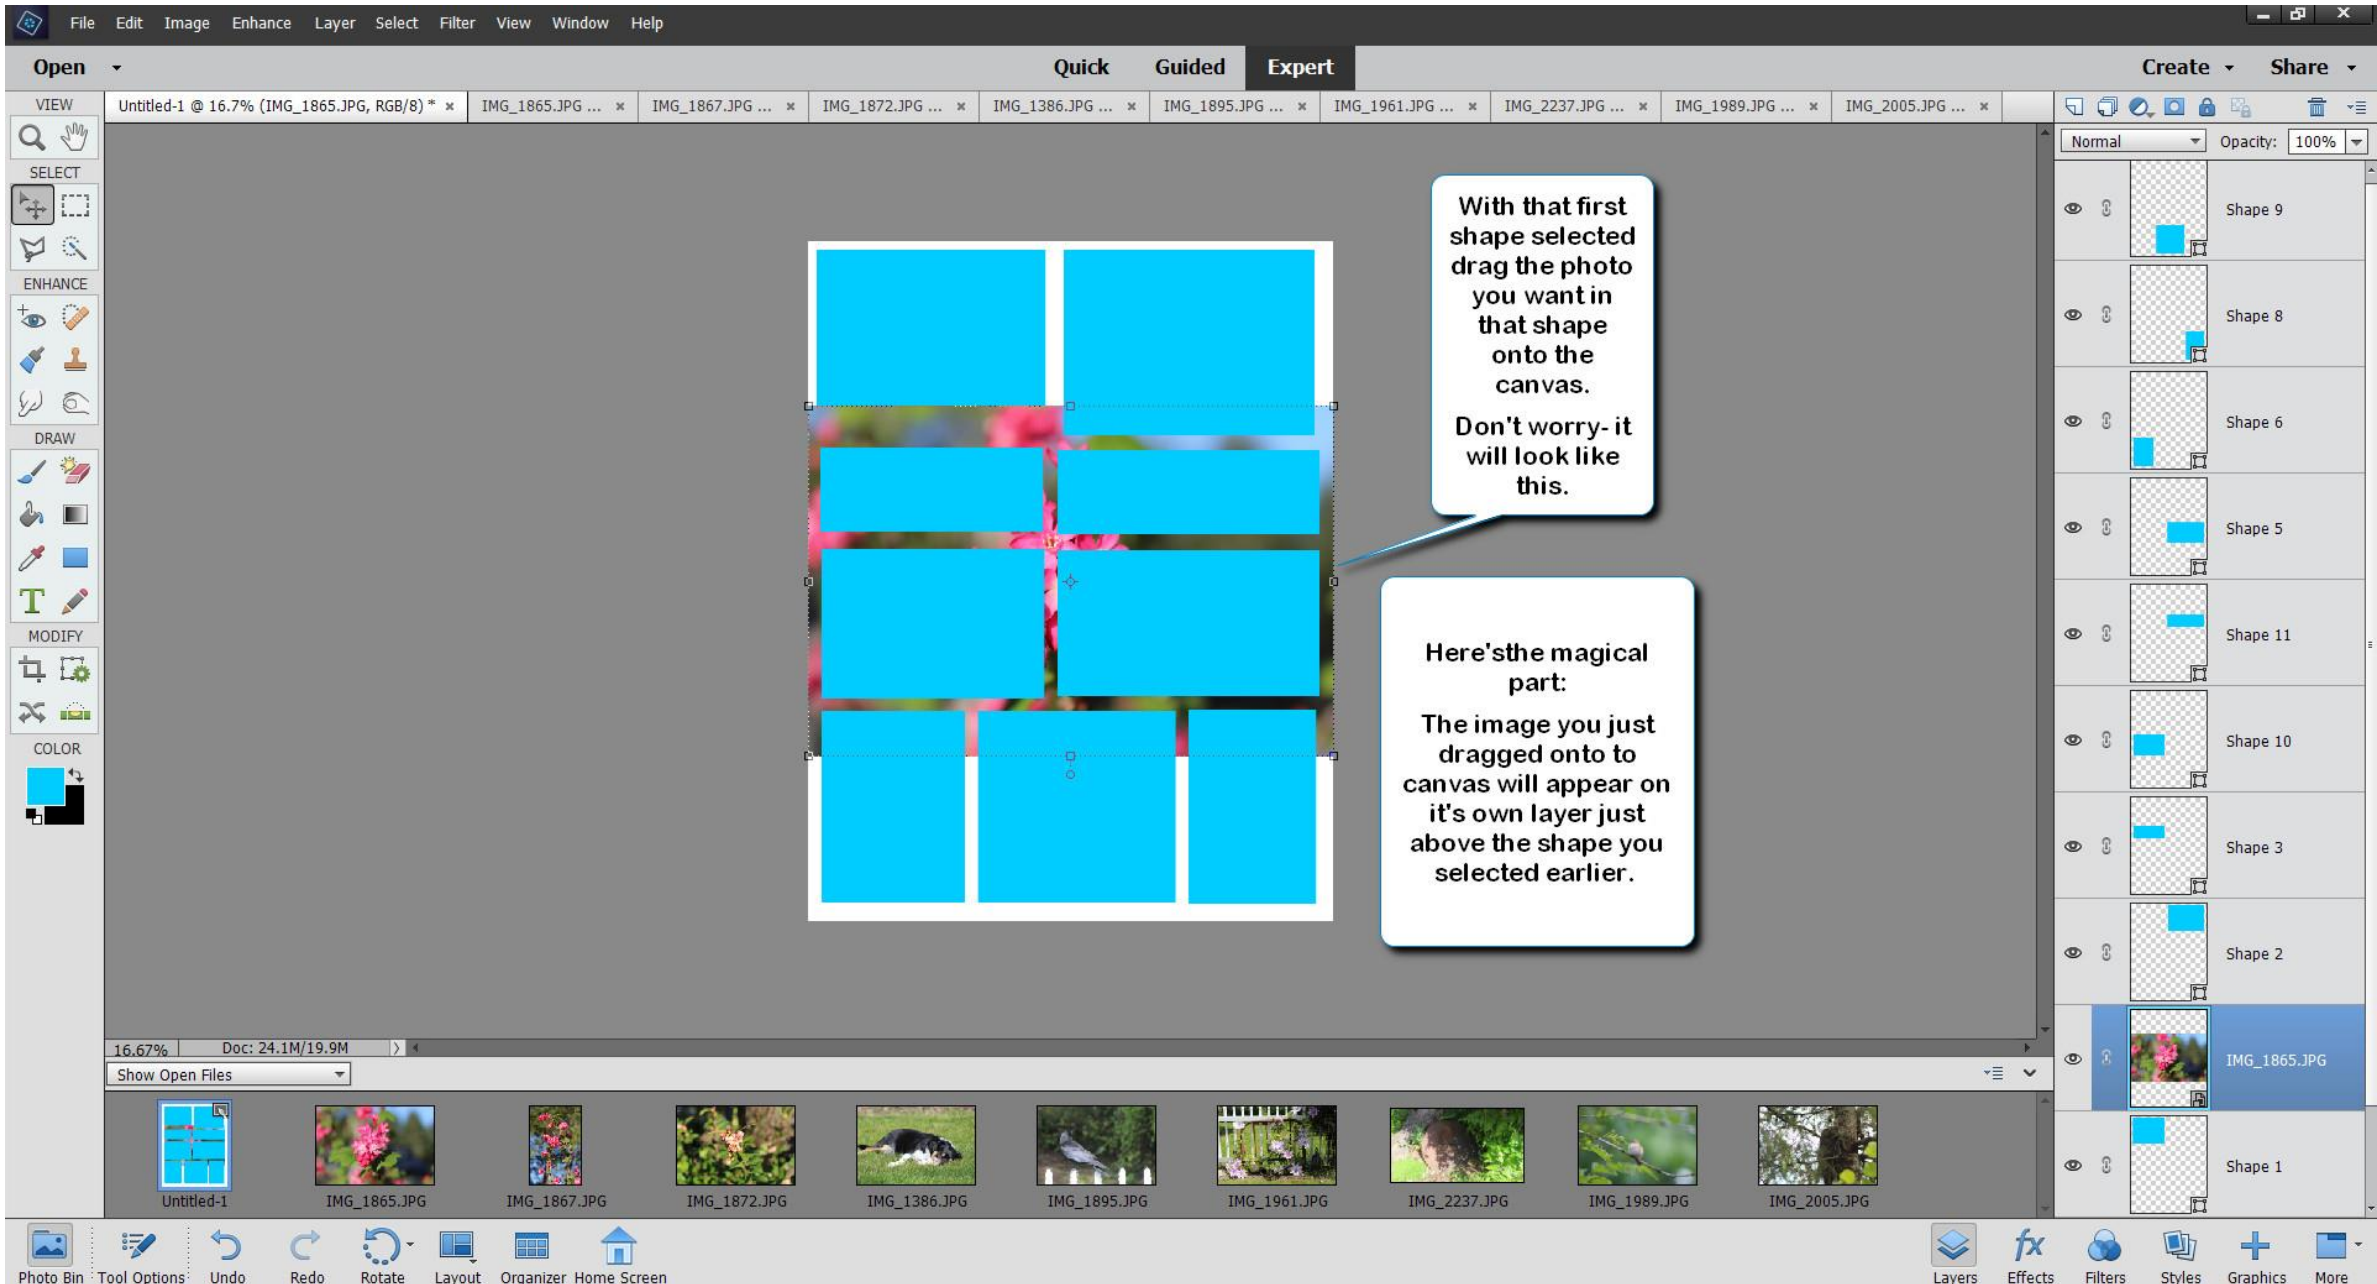 File Edit Image Enhance Layer Select Filter View Window Help
Open Quick Guided Expert Create Share
VIEW
Untitled-1 @ 16.7% (IMG_1865.JPG, RGB/8) * × IMG_1865.JPG ... × IMG_1867.JPG ... × IMG_1872.JPG ... × IMG_1386.JPG ... × IMG_1895.JPG ... × IMG_1961.JPG ... × IMG_2237.JPG ... × IMG_1989.JPG ... × IMG_2005.JPG ... ×
Normal Opacity: 100%
SELECT
ENHANCE
DRAW
T
MODIFY
COLOR
With that first
shape selected
drag the photo
you want in
that shape
onto the
canvas.
Don't worry- it
will look like
this.
Here'sthe magical
part:
The image you just
dragged onto to
canvas will appear on
it's own layer just
above the shape you
selected earlier.
Shape 9
Shape 8
Shape 6
Shape 5
Shape 11
Shape 10
Shape 3
Shape 2
IMG_1865.JPG
Shape 1
16.67% Doc: 24.1M/19.9M
Show Open Files
Untitled-1 IMG_1865.JPG IMG_1867.JPG IMG_1872.JPG IMG_1386.JPG IMG_1895.JPG IMG_1961.JPG IMG_2237.JPG IMG_1989.JPG IMG_2005.JPG
fx
Photo Bin Tool Options Undo Redo Rotate Layout Organizer Home Screen Layers Effects Filters Styles Graphics More